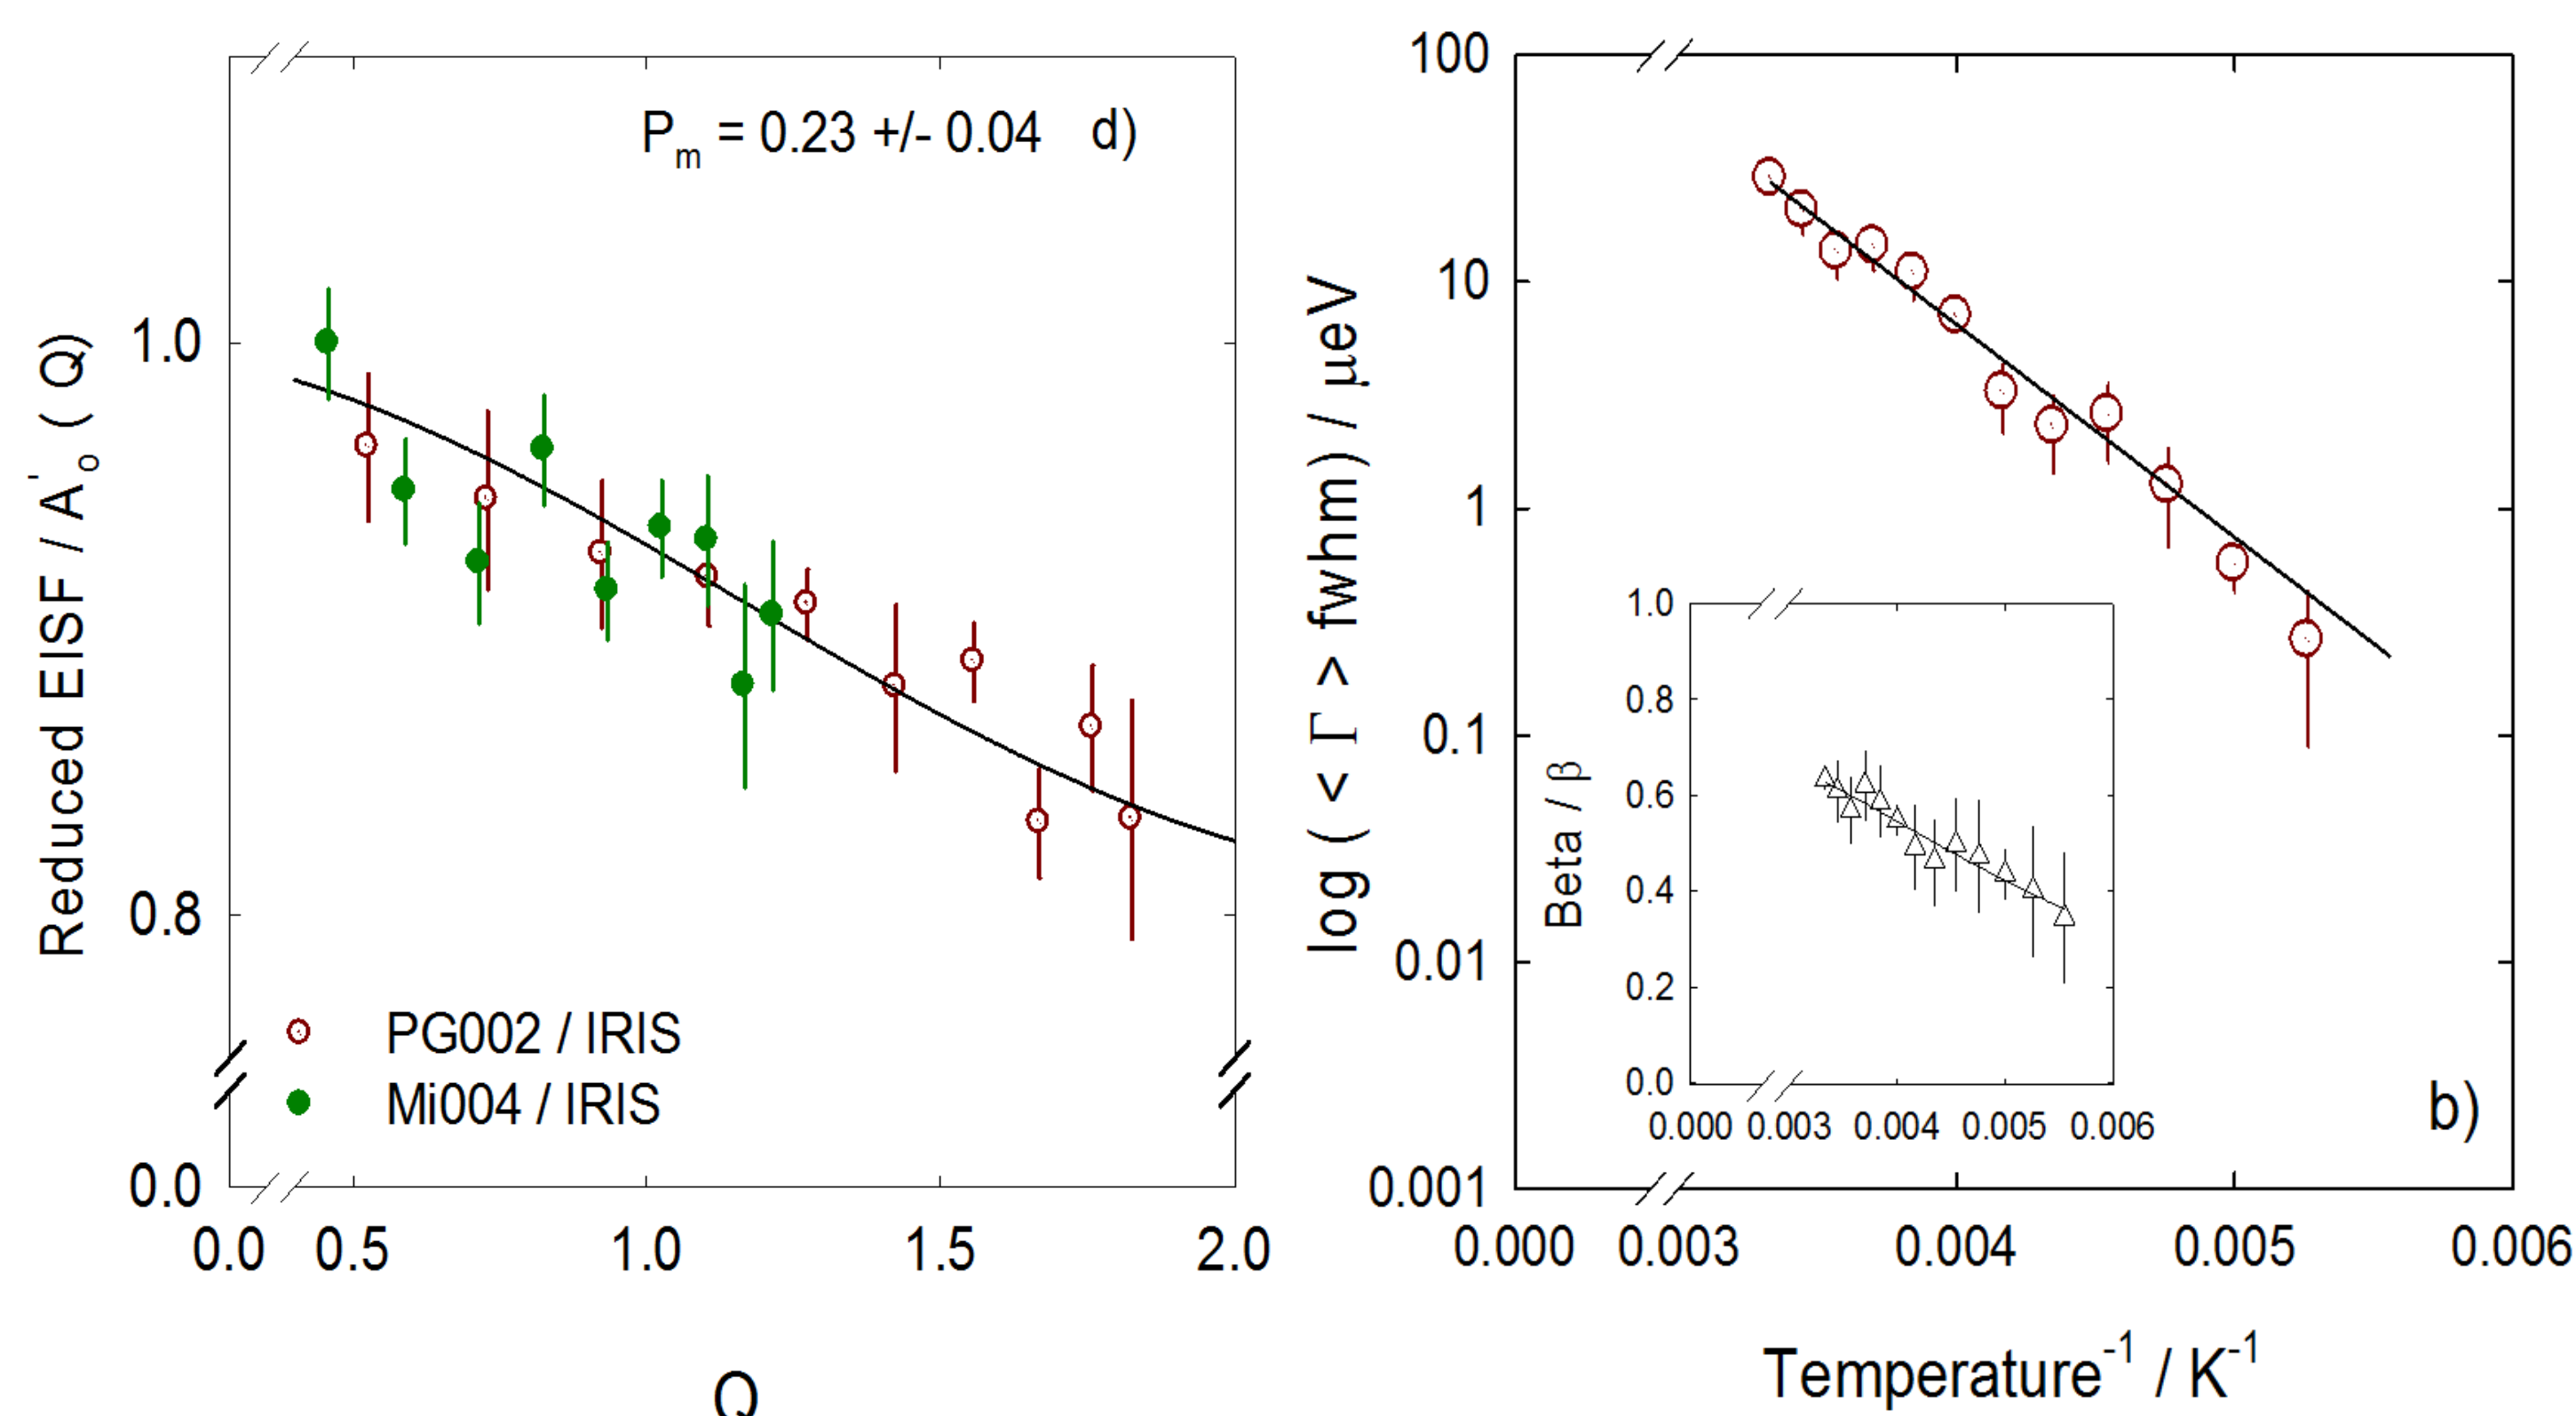 P_m = 0.23 +/- 0.04 d)
Reduced EISF / A'_o ( Q)
1.0
0.8
0.0
PG002 / IRIS
Mi004 / IRIS
0.0 0.5 1.0 1.5 2.0
Q
log ( < Γ > fwhm) / μeV
100
10
1
0.1
0.01
0.001
Beta / β
1.0
0.8
0.6
0.4
0.2
0.0
0.000 0.003 0.004 0.005 0.006
b)
0.000 0.003 0.004 0.005 0.006
Temperature⁻¹ / K⁻¹